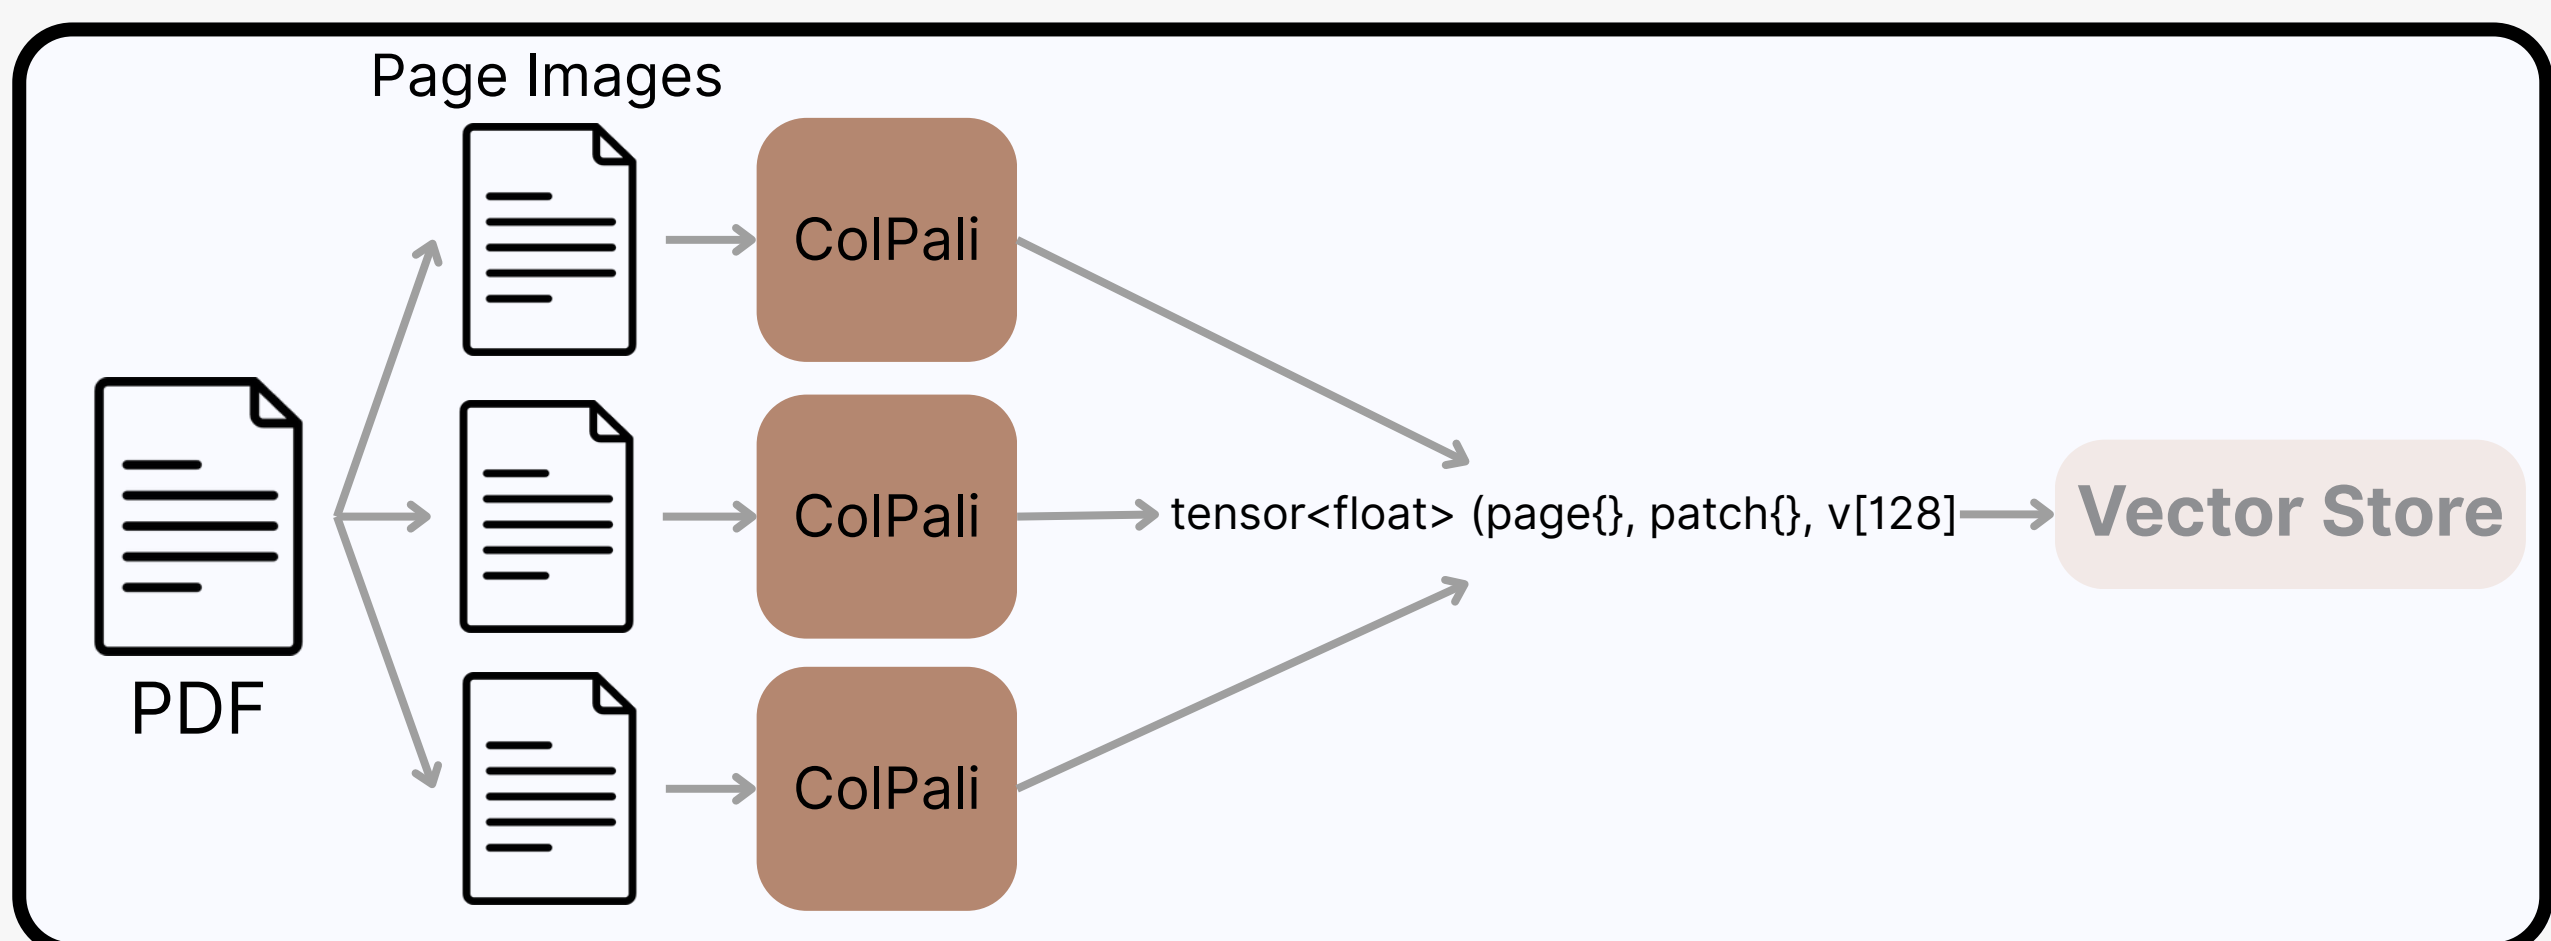 Page Images
ColPali
PDF
ColPali
tensor<float> (page{}, patch{}, v[128]
Vector Store
ColPali